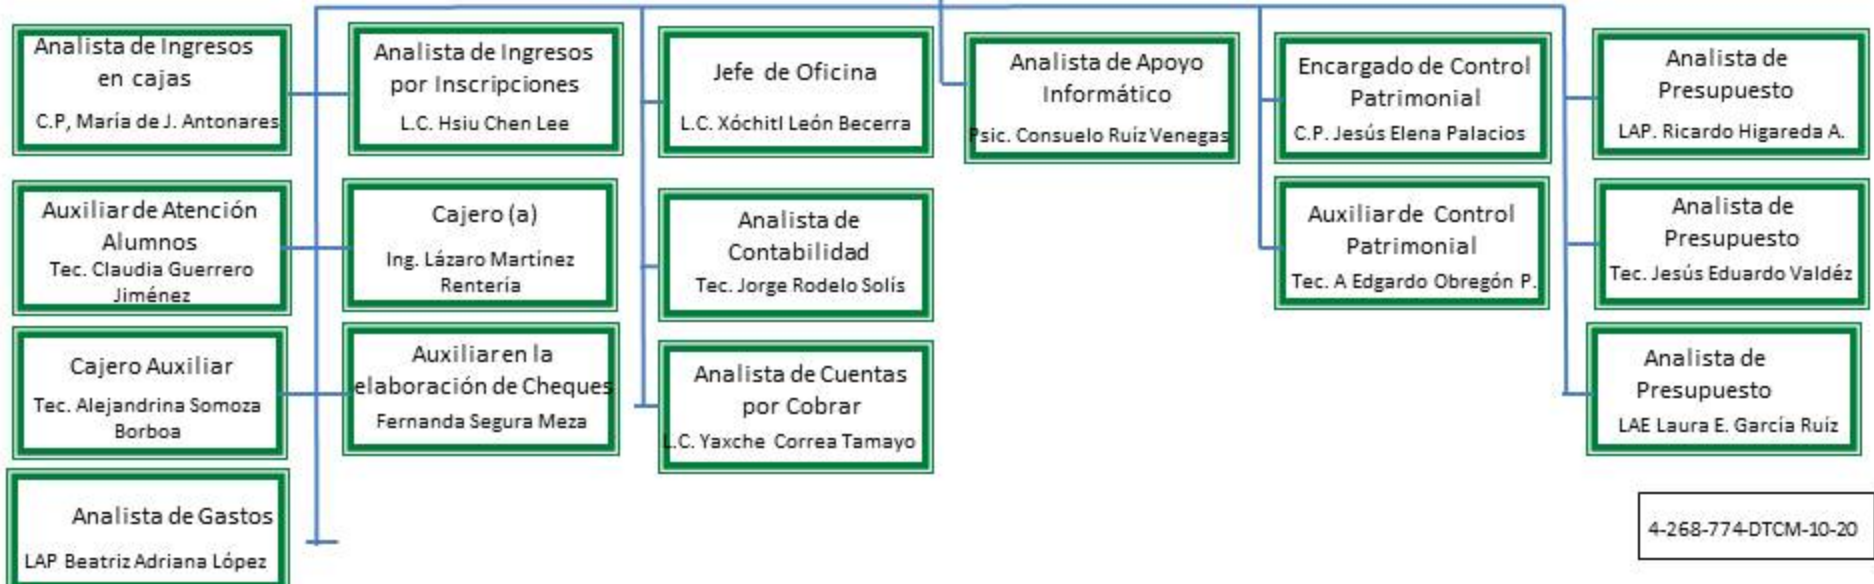 Analista de Ingresos
en cajas
C.P, María de J. Antonares
Analista de Ingresos
por Inscripciones
L.C. Hsiu Chen Lee
Jefe de Oficina
L.C. Xóchitl León Becerra
Analista de Apoyo
Informático
Psic. Consuelo Ruíz Venegas
Encargado de Control
Patrimonial
C.P. Jesús Elena Palacios
Analista de
Presupuesto
LAP. Ricardo Higareda A.
Auxiliar de Atención
Alumnos
Tec. Claudia Guerrero
Jiménez
Cajero (a)
Ing. Lázaro Martínez
Rentería
Analista de
Contabilidad
Tec. Jorge Rodelo Solís
Auxiliar de Control
Patrimonial
Tec. A Edgardo Obregón P.
Analista de
Presupuesto
Tec. Jesús Eduardo Valdéz
Cajero Auxiliar
Tec. Alejandrina Somoza
Borboa
Auxiliar en la
elaboración de Cheques
Fernanda Segura Meza
Analista de Cuentas
por Cobrar
L.C. Yaxche Correa Tamayo
Analista de
Presupuesto
LAE Laura E. García Ruíz
Analista de Gastos
LAP Beatriz Adriana López
4-268-774-DTCM-10-20